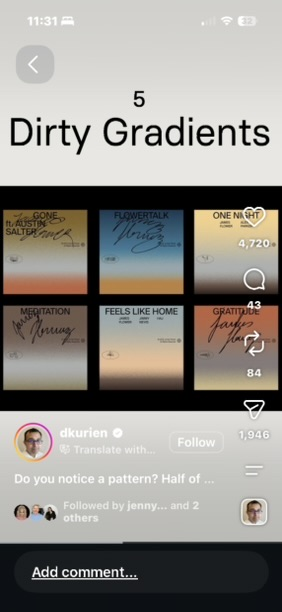 11:31
5
Dirty Gradients
GONE
ft. AUSTIN
SALTER
FLOWERTALK
ONE NIGHT
4,720
43
MEDITATION
FEELS LIKE HOME
GRATITUDE
84
1,946
dkurien
Translate with...
Follow
Do you notice a pattern? Half of ...
Followed by jenny... and 2
others
Add comment...